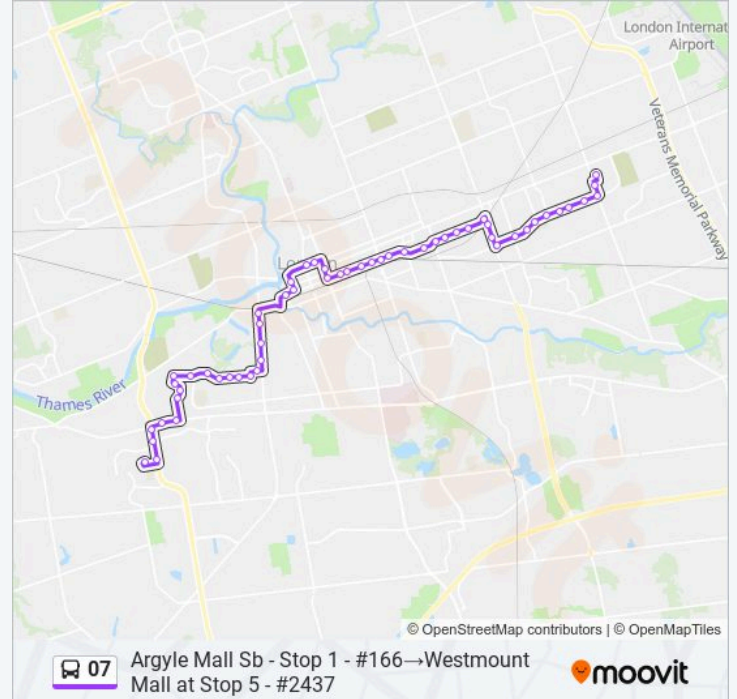 London Internat
Airport
Veterans Memorial Parkway
London
Thames River
© OpenStreetMap contributors | © OpenMapTiles
07
Argyle Mall Sb - Stop 1 - #166→Westmount
Mall at Stop 5 - #2437
moovit